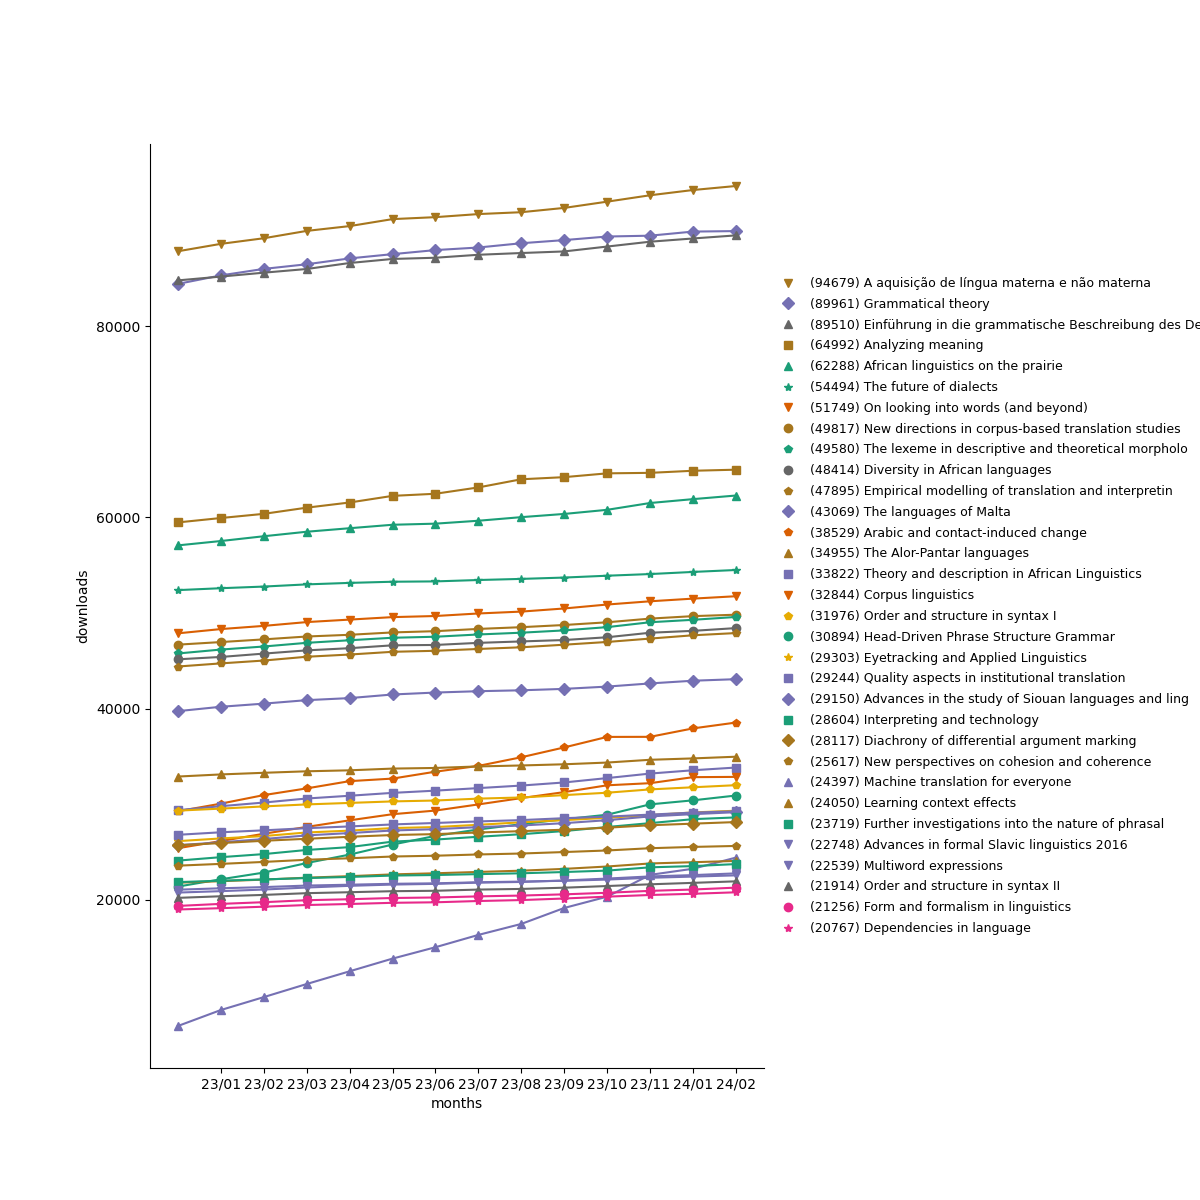 80000
60000
40000
20000
downloads
23/01 23/02 23/03 23/04 23/05 23/06 23/07 23/08 23/09 23/10 23/11 24/01 24/02
months
(94679) A aquisição de língua materna e não materna
(89961) Grammatical theory
(89510) Einführung in die grammatische Beschreibung des De
(64992) Analyzing meaning
(62288) African linguistics on the prairie
(54494) The future of dialects
(51749) On looking into words (and beyond)
(49817) New directions in corpus-based translation studies
(49580) The lexeme in descriptive and theoretical morpholo
(48414) Diversity in African languages
(47895) Empirical modelling of translation and interpretin
(43069) The languages of Malta
(38529) Arabic and contact-induced change
(34955) The Alor-Pantar languages
(33822) Theory and description in African Linguistics
(32844) Corpus linguistics
(31976) Order and structure in syntax I
(30894) Head-Driven Phrase Structure Grammar
(29303) Eyetracking and Applied Linguistics
(29244) Quality aspects in institutional translation
(29150) Advances in the study of Siouan languages and ling
(28604) Interpreting and technology
(28117) Diachrony of differential argument marking
(25617) New perspectives on cohesion and coherence
(24397) Machine translation for everyone
(24050) Learning context effects
(23719) Further investigations into the nature of phrasal
(22748) Advances in formal Slavic linguistics 2016
(22539) Multiword expressions
(21914) Order and structure in syntax II
(21256) Form and formalism in linguistics
(20767) Dependencies in language